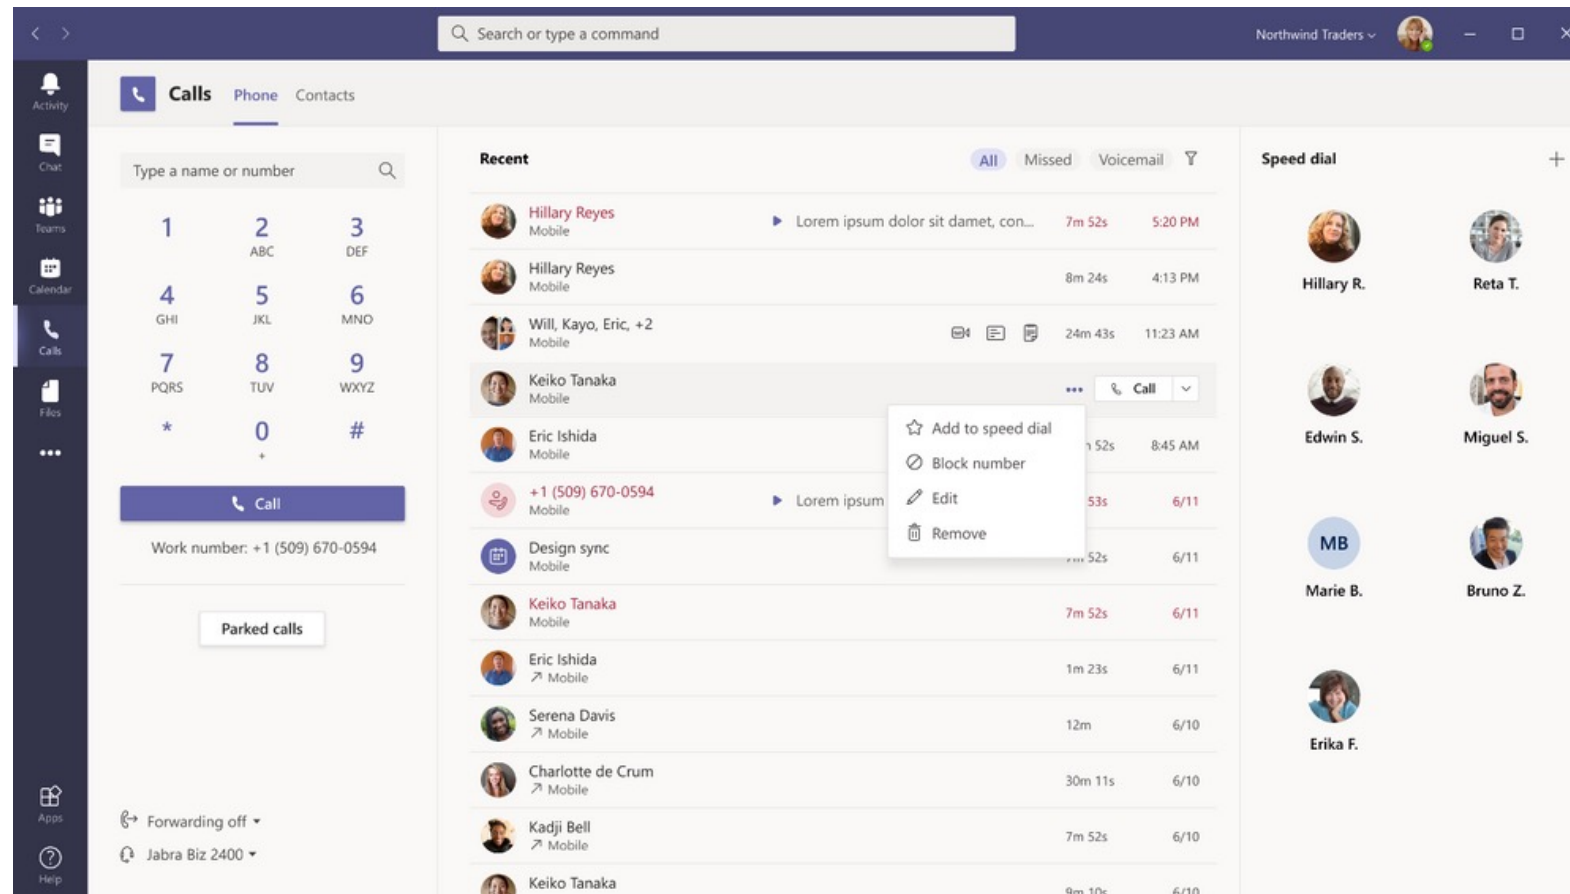 Search or type a command
Northwind Traders
Activity
Chat
Teams
Calendar
Calls
Files
Apps
Help
Calls Phone Contacts
Type a name or number
1
2
ABC
3
DEF
4
GHI
5
JKL
6
MNO
7
PQRS
8
TUV
9
WXYZ
*
0
+
#
Call
Work number: +1 (509) 670-0594
Parked calls
Forwarding off
Jabra Biz 2400
Recent
All Missed Voicemail
Hillary Reyes
Mobile
Lorem ipsum dolor sit damet, con... 7m 52s 5:20 PM
Hillary Reyes
Mobile
8m 24s 4:13 PM
Will, Kayo, Eric, +2
Mobile
24m 43s 11:23 AM
Keiko Tanaka
Mobile
Call
Add to speed dial
Block number
Edit
Remove
Eric Ishida
Mobile
52s 8:45 AM
+1 (509) 670-0594
Mobile
Lorem ipsum 53s 6/11
Design sync
Mobile
52s 6/11
Keiko Tanaka
Mobile
7m 52s 6/11
Eric Ishida
Mobile
1m 23s 6/11
Serena Davis
Mobile
12m 6/10
Charlotte de Crum
Mobile
30m 11s 6/10
Kadji Bell
Mobile
7m 52s 6/10
Keiko Tanaka
9m 10s 6/10
Speed dial
Hillary R.
Reta T.
Edwin S.
Miguel S.
MB
Marie B.
Bruno Z.
Erika F.